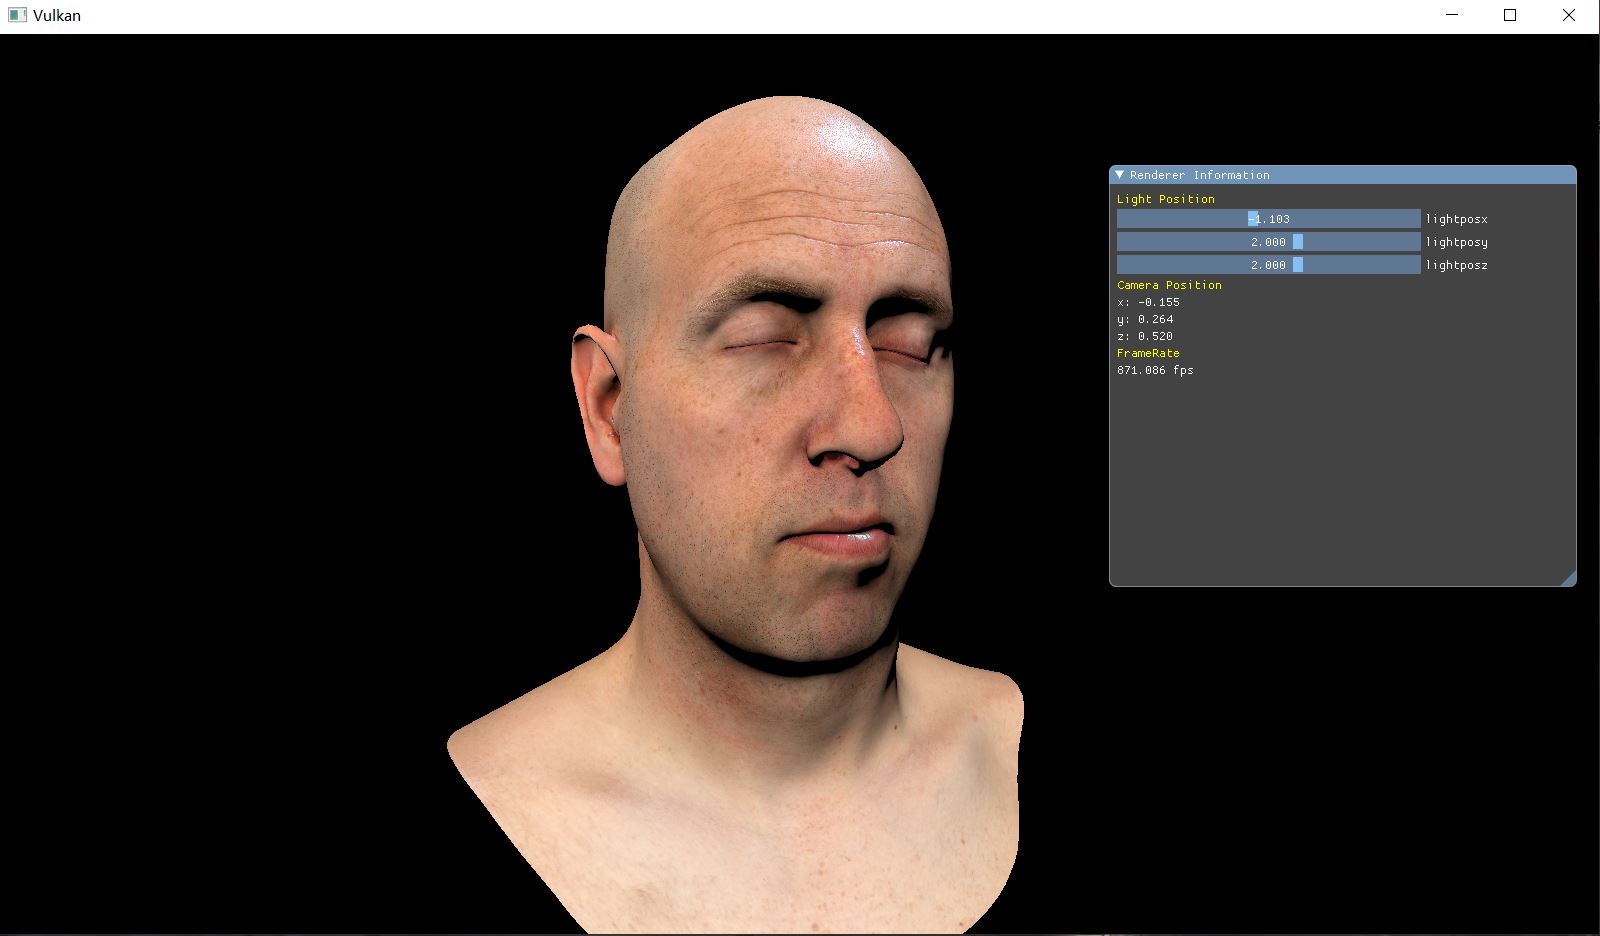 Vulkan
Renderer Information
Light Position
-1.103 lightposx
2.000 lightposy
2.000 lightposz
Camera Position
x: -0.155
y: 0.264
z: 0.520
FrameRate
871.086 fps